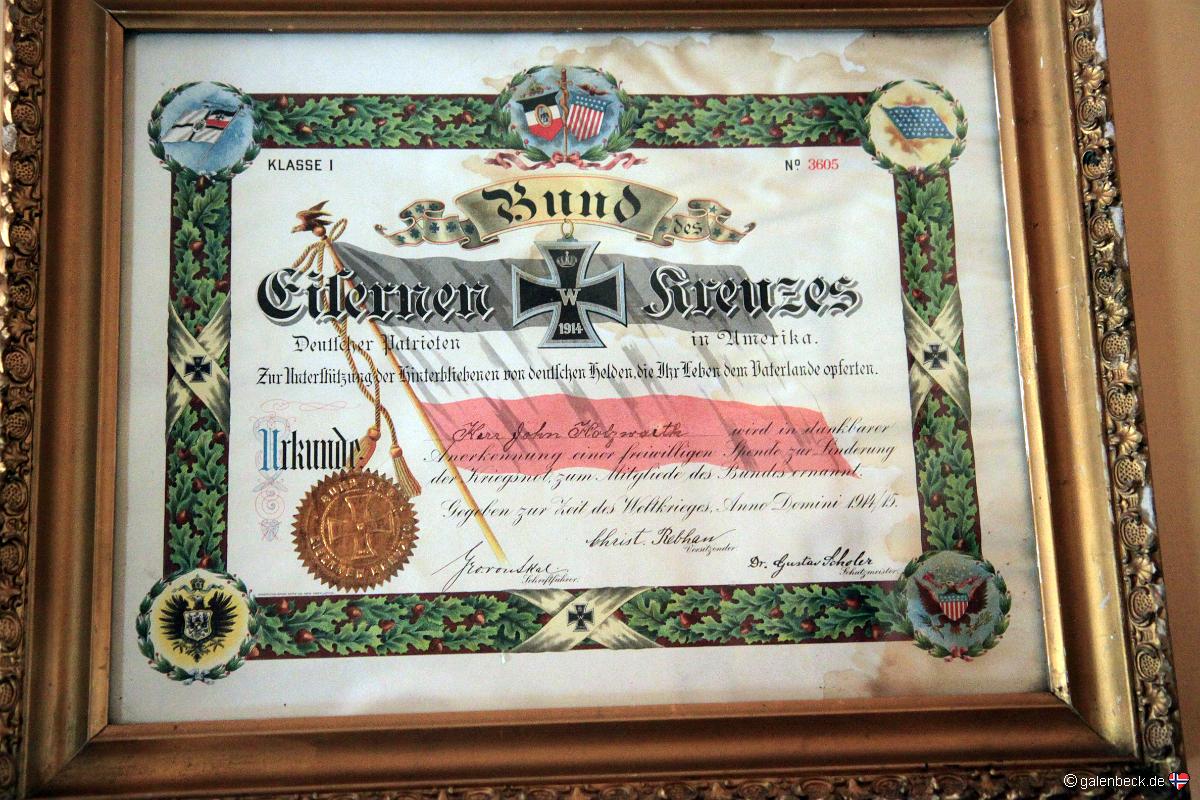 KLASSE I
Nº 3605
Bund des
Eisernen Kreuzes
W
1914
Deutscher Patrioten in Amerika.
Zur Unterstützung der Hinterbliebenen von deutschen Helden, die Ihr Leben dem Vaterlande opferten.
Urkunde:
Herr John Holzwarth wird in dankbarer
Anerkennung einer freiwilligen Spende zur Linderung
der Kriegsnot, zum Mitgliede des Bundes ernannt.
Gegeben zur Zeit des Weltkrieges, Anno Domini 1914/15.
Christ. Rebhan
Vorsitzender
Schriftführer.
Dr. Gustav Scholer
Schatzmeister
© galenbeck.de